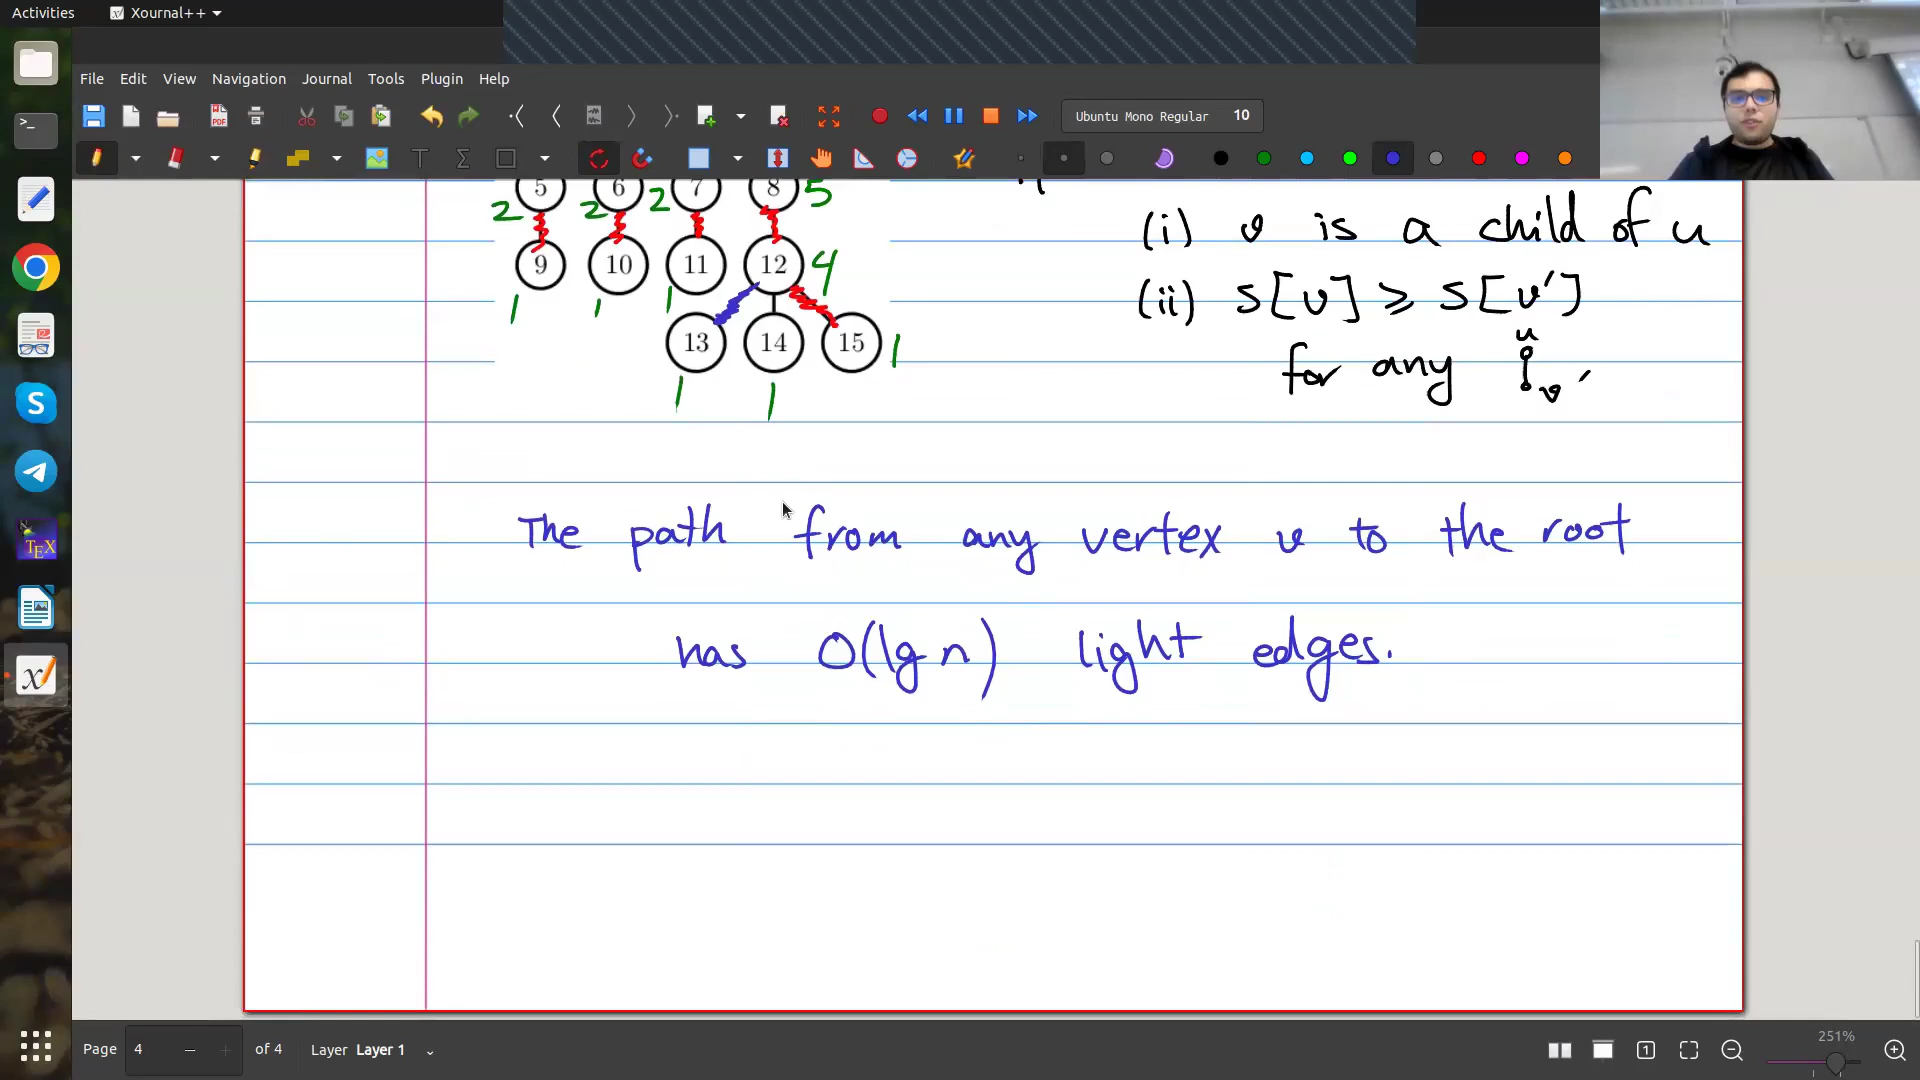 Activities Xournal++
File Edit View Navigation Journal Tools Plugin Help
Ubuntu Mono Regular 10
5 6 7 8
2 2 2 5
9 10 11 12 4
1 1 1
13 14 15 1
1 1
(i) v is a child of u
(ii) s[v] ≥ s[v']
u
for any
v'
The path from any vertex v to the root
has O(lg n) light edges.
TEX
251%
Page 4 of 4 Layer Layer 1